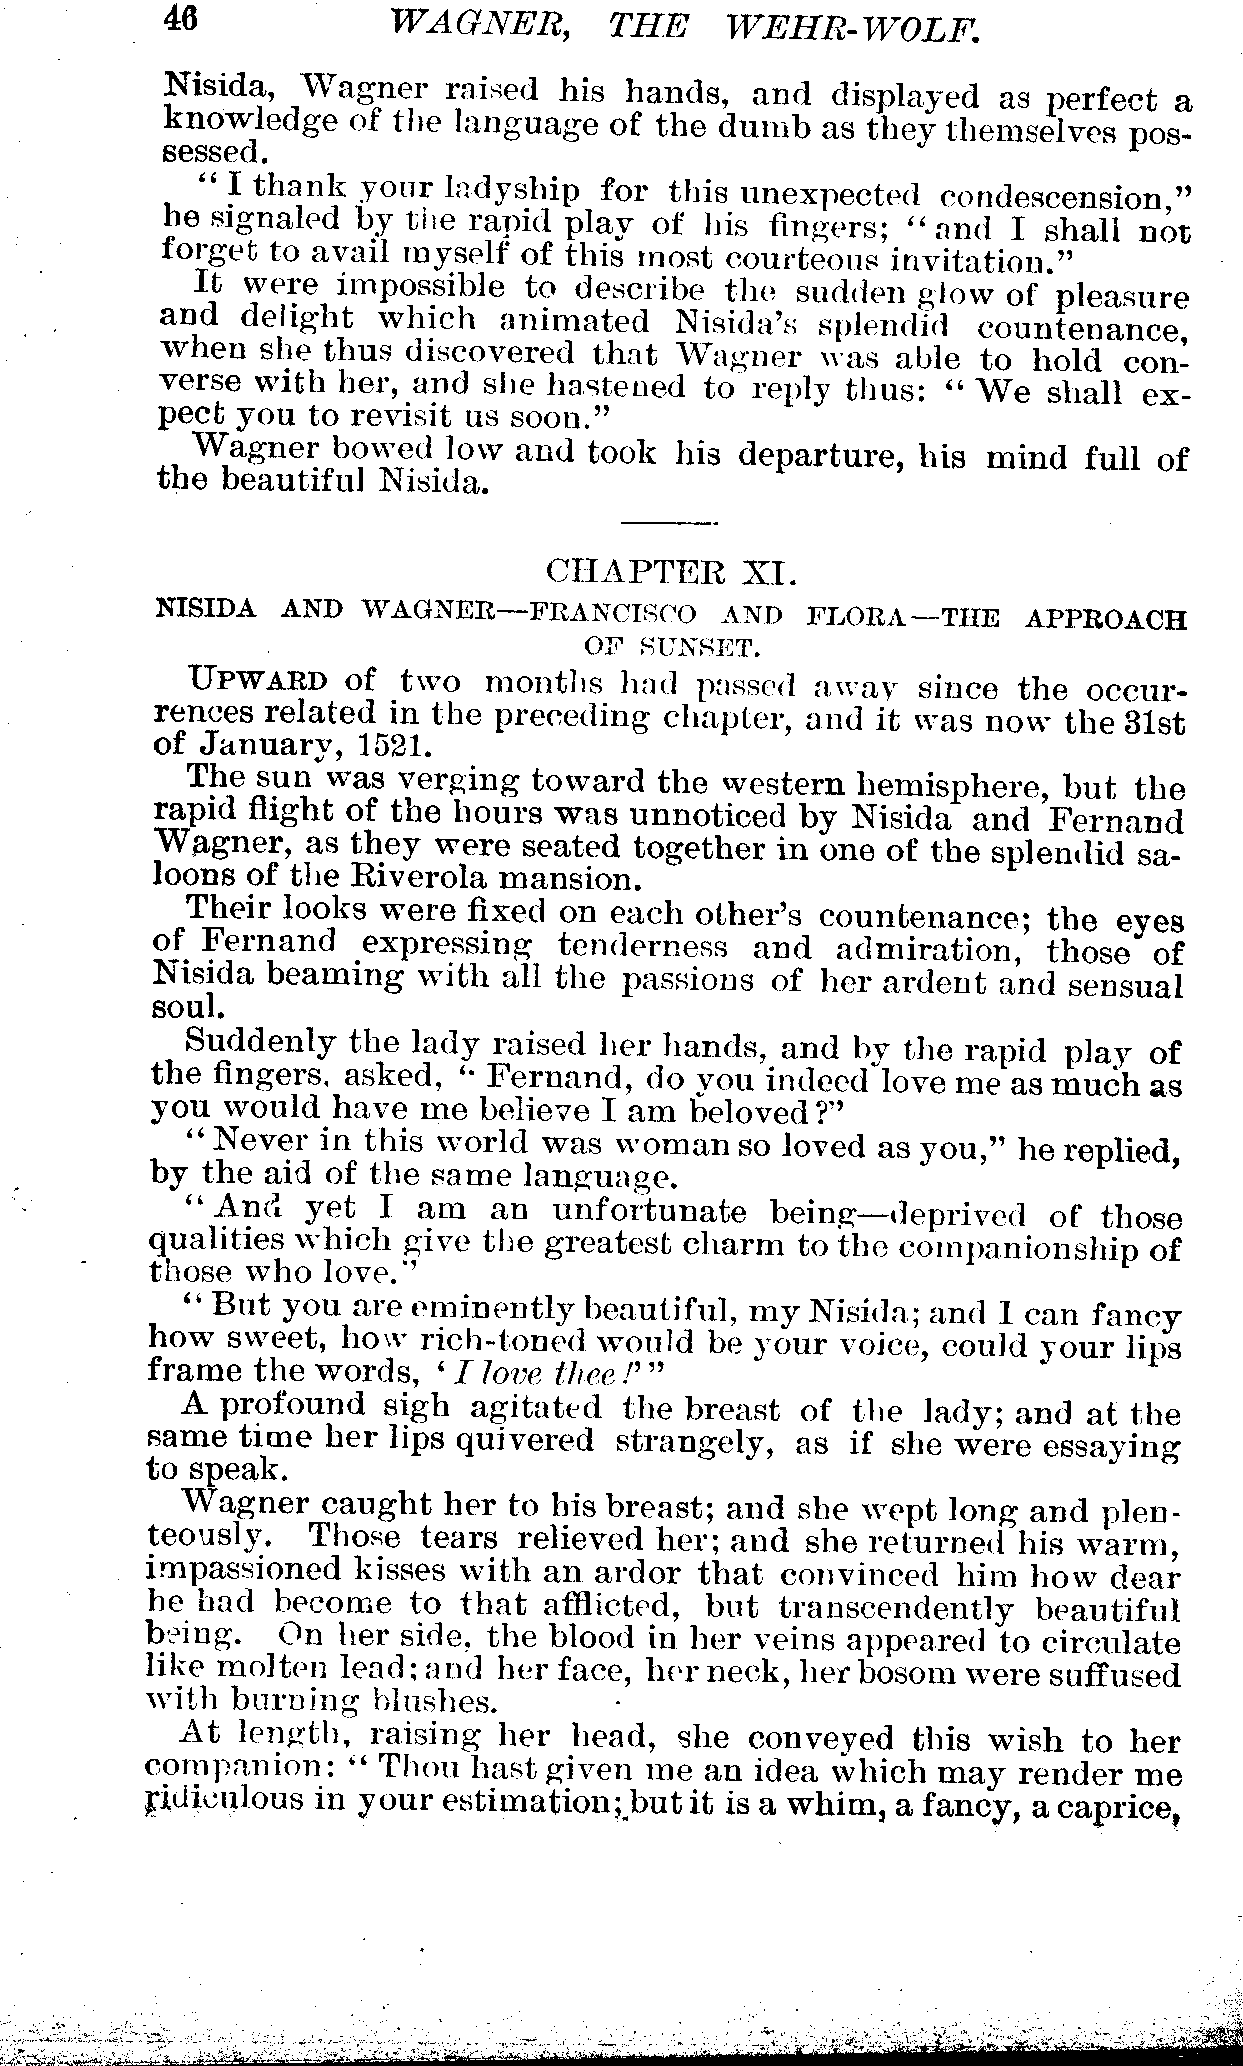 46 WAGNER, THE WEHR-WOLF.
Nisida, Wagner raised his hands, and displayed as perfect a
knowledge of the language of the dumb as they themselves pos-
sessed.
"I thank your ladyship for this unexpected condescension,"
he signaled by the rapid play of his fingers; "and I shall not
forget to avail myself of this most courteous invitation."
It were impossible to describe the sudden glow of pleasure
and delight which animated Nisida's splendid countenance,
when she thus discovered that Wagner was able to hold con-
verse with her, and she hastened to reply thus: "We shall ex-
pect you to revisit us soon."
Wagner bowed low and took his departure, his mind full of
the beautiful Nisida.
CHAPTER XI.
NISIDA AND WAGNER—FRANCISCO AND FLORA—THE APPROACH
OF SUNSET.
UPWARD of two months had passed away since the occur-
rences related in the preceding chapter, and it was now the 31st
of January, 1521.
The sun was verging toward the western hemisphere, but the
rapid flight of the hours was unnoticed by Nisida and Fernand
Wagner, as they were seated together in one of the splendid sa-
loons of the Riverola mansion.
Their looks were fixed on each other's countenance; the eyes
of Fernand expressing tenderness and admiration, those of
Nisida beaming with all the passions of her ardent and sensual
soul.
Suddenly the lady raised her hands, and by the rapid play of
the fingers, asked, "Fernand, do you indeed love me as much as
you would have me believe I am beloved?"
"Never in this world was woman so loved as you," he replied,
by the aid of the same language.
"And yet I am an unfortunate being—deprived of those
qualities which give the greatest charm to the companionship of
those who love."
"But you are eminently beautiful, my Nisida; and I can fancy
how sweet, how rich-toned would be your voice, could your lips
frame the words, 'I love thee!'"
A profound sigh agitated the breast of the lady; and at the
same time her lips quivered strangely, as if she were essaying
to speak.
Wagner caught her to his breast; and she wept long and plen-
teously. Those tears relieved her; and she returned his warm,
impassioned kisses with an ardor that convinced him how dear
he had become to that afflicted, but transcendently beautiful
being. On her side, the blood in her veins appeared to circulate
like molten lead; and her face, her neck, her bosom were suffused
with burning blushes.
At length, raising her head, she conveyed this wish to her
companion: "Thou hast given me an idea which may render me
ridiculous in your estimation; but it is a whim, a fancy, a caprice,